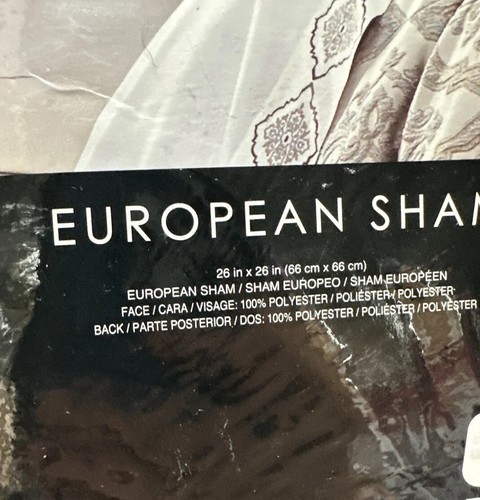 EUROPEAN SHAM
26 in x 26 in (66 cm x 66 cm)
EUROPEAN SHAM / SHAM EUROPEO / SHAM EUROPÉEN
FACE / CARA / VISAGE: 100% POLYESTER / POLIÉSTER / POLYESTER
BACK / PARTE POSTERIOR / DOS: 100% POLYESTER / POLIÉSTER / POLYESTER